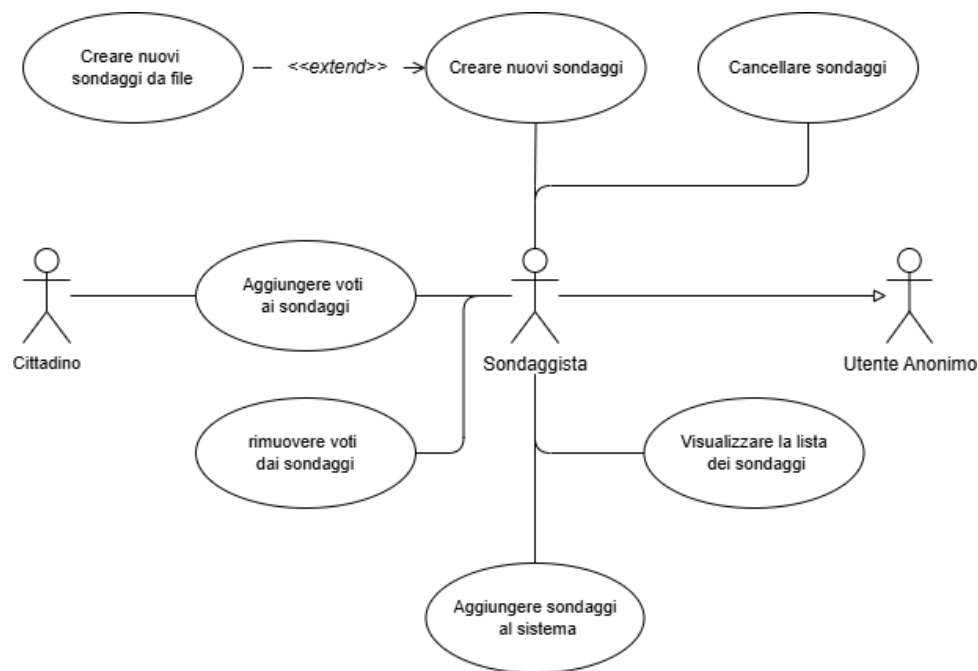 Creare nuovi
sondaggi da file
<<extend>>
Creare nuovi sondaggi
Cancellare sondaggi
Aggiungere voti
ai sondaggi
Cittadino
Sondaggista
Utente Anonimo
rimuovere voti
dai sondaggi
Visualizzare la lista
dei sondaggi
Aggiungere sondaggi
al sistema